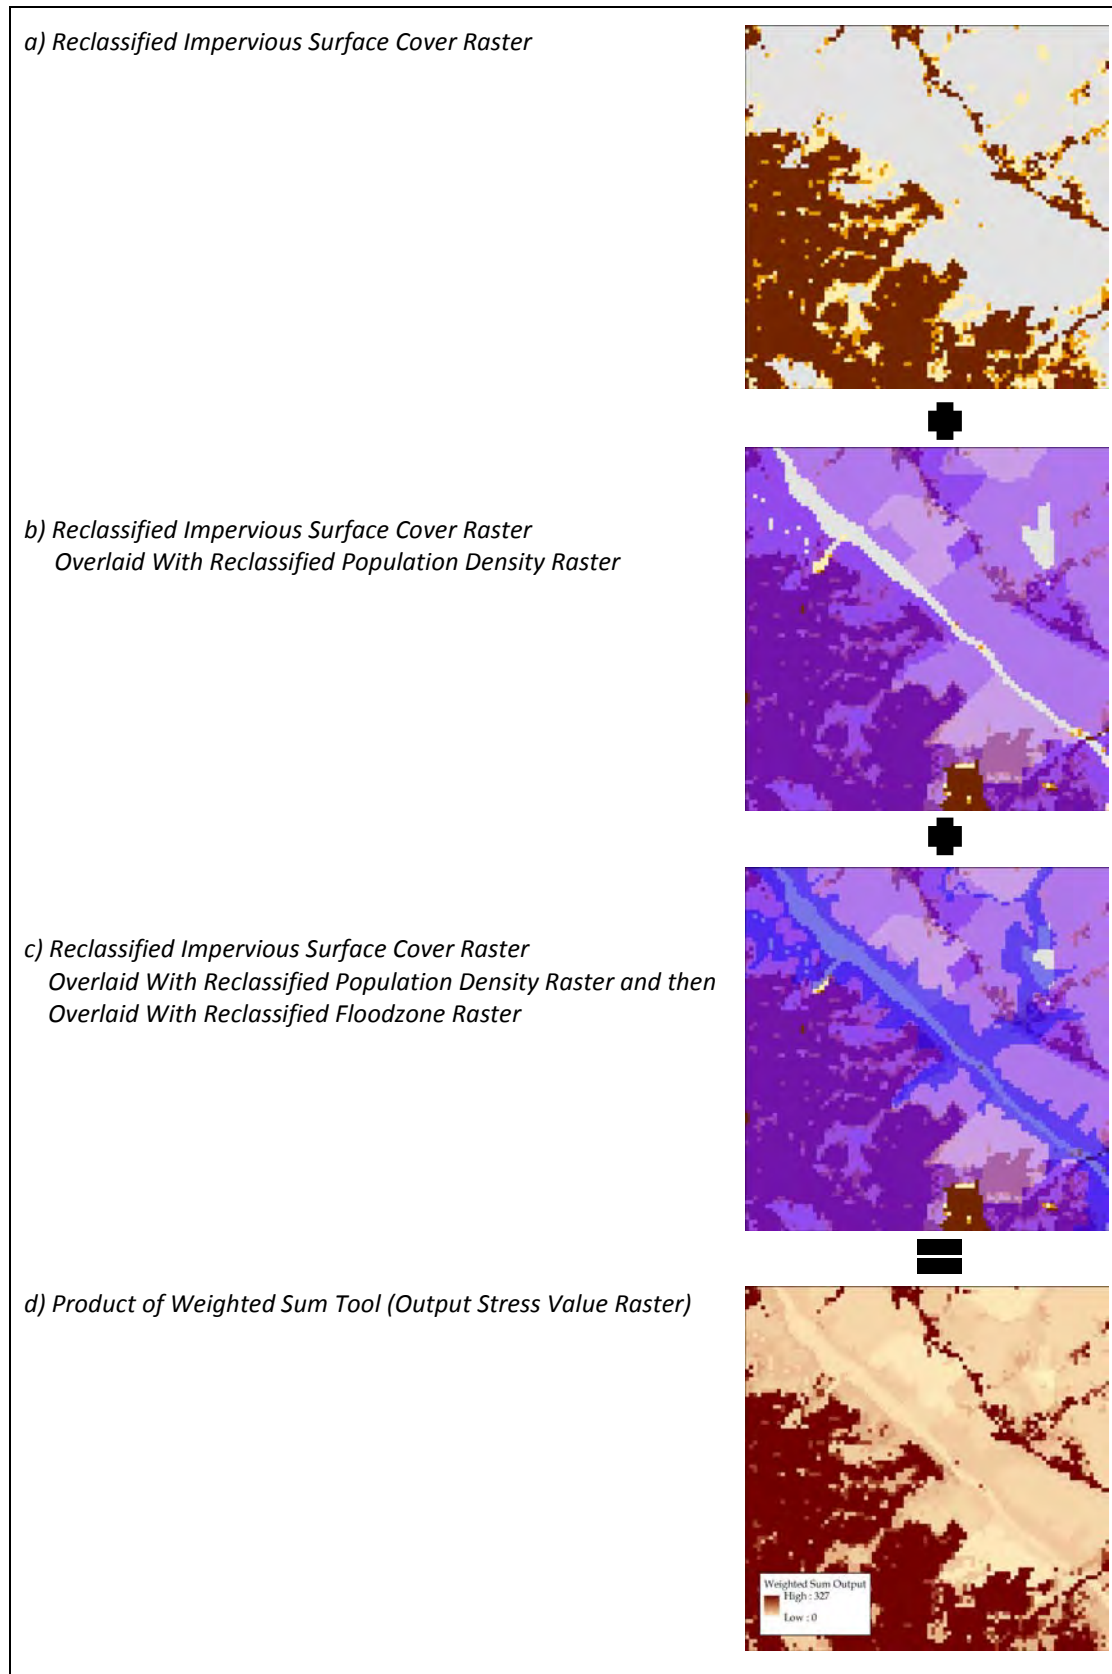 a) Reclassified Impervious Surface Cover Raster
b) Reclassified Impervious Surface Cover Raster
Overlaid With Reclassified Population Density Raster
c) Reclassified Impervious Surface Cover Raster
Overlaid With Reclassified Population Density Raster and then
Overlaid With Reclassified Floodzone Raster
d) Product of Weighted Sum Tool (Output Stress Value Raster)
Weighted Sum Output
High : 327
Low : 0